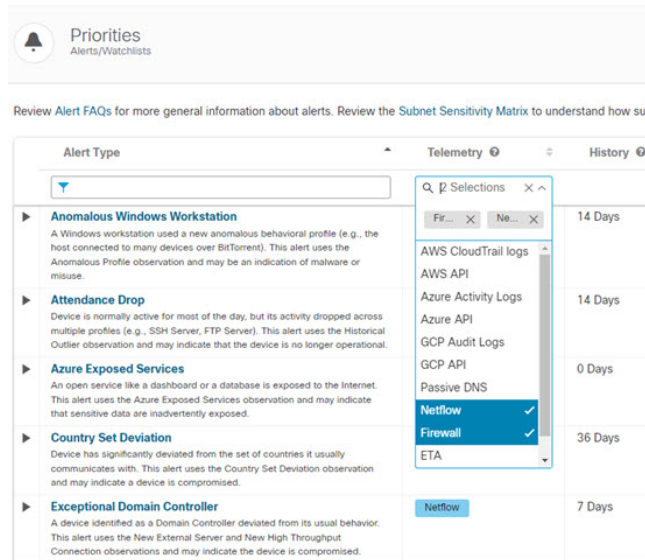 Priorities
Alerts/Watchlists
Review Alert FAQs for more general information about alerts. Review the Subnet Sensitivity Matrix to understand how su
Alert Type
Telemetry
History
2 Selections
Fir...
Ne...
Anomalous Windows Workstation
A Windows workstation used a new anomalous behavioral profile (e.g., the
host connected to many devices over BitTorrent). This alert uses the
Anomalous Profile observation and may be an indication of malware or
misuse.
14 Days
Attendance Drop
Device is normally active for most of the day, but its activity dropped across
multiple profiles (e.g., SSH Server, FTP Server). This alert uses the Historical
Outlier observation and may indicate that the device is no longer operational.
14 Days
Azure Exposed Services
An open service like a dashboard or a database is exposed to the Internet.
This alert uses the Azure Exposed Services observation and may indicate
that sensitive data are inadvertently exposed.
0 Days
Country Set Deviation
Device has significantly deviated from the set of countries it usually
communicates with. This alert uses the Country Set Deviation observation
and may indicate a device is compromised.
36 Days
Exceptional Domain Controller
A device identified as a Domain Controller deviated from its usual behavior.
This alert uses the New External Server and New High Throughput
Connection observations and may indicate the device is compromised.
Netflow
7 Days
AWS CloudTrail logs
AWS API
Azure Activity Logs
Azure API
GCP Audit Logs
GCP API
Passive DNS
Netflow
Firewall
ETA